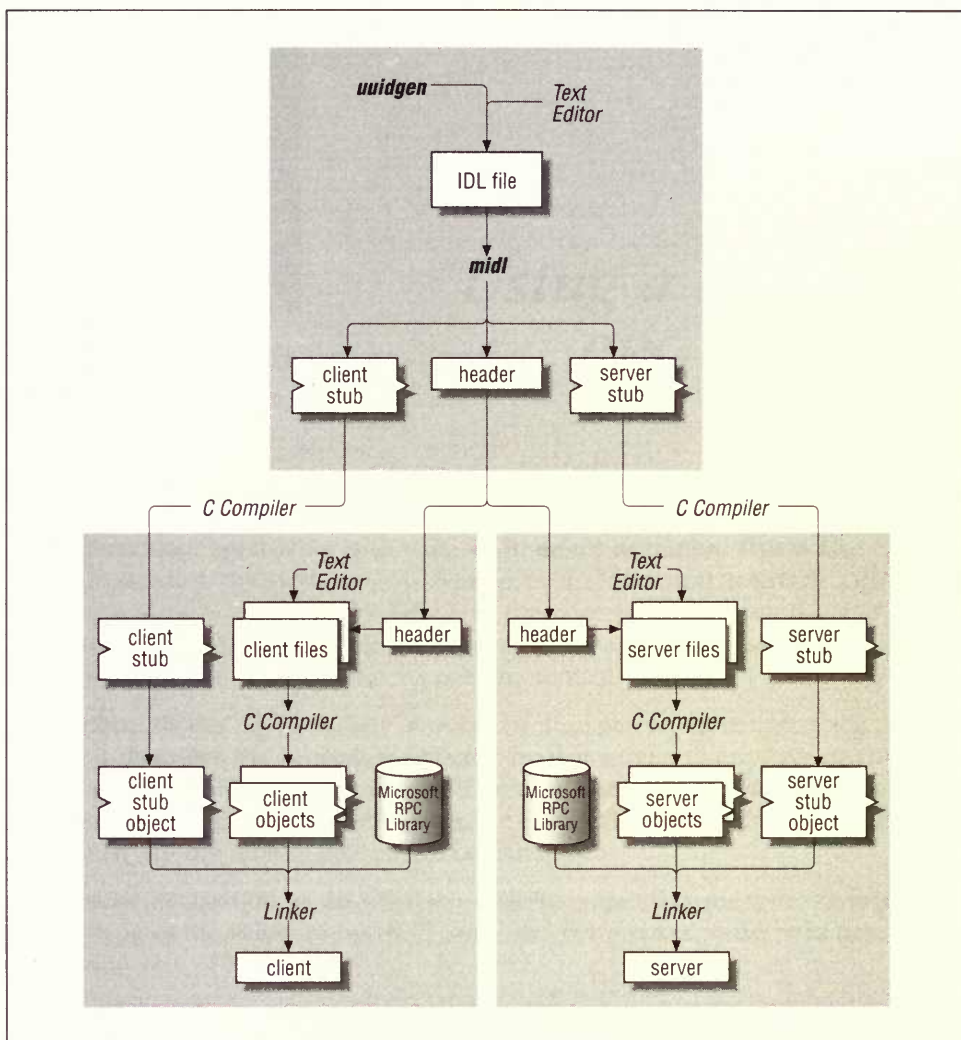 uuidgen
Text
Editor
IDL file
midl
client
stub
header
server
stub
C Compiler
C Compiler
Text
Editor
client
stub
client files
header
C Compiler
client
stub
object
client
objects
Microsoft
RPC
Library
Linker
client
Text
Editor
header
server files
server
stub
C Compiler
Microsoft
RPC
Library
server
objects
server
stub
object
Linker
server